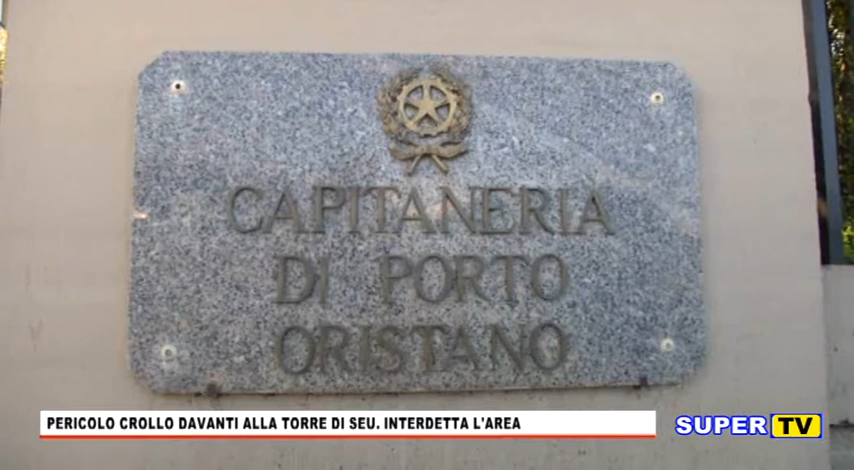 CAPITANERIA
DI PORTO
ORISTANO
PERICOLO CROLLO DAVANTI ALLA TORRE DI SEU. INTERDETTA L'AREA
SUPER TV